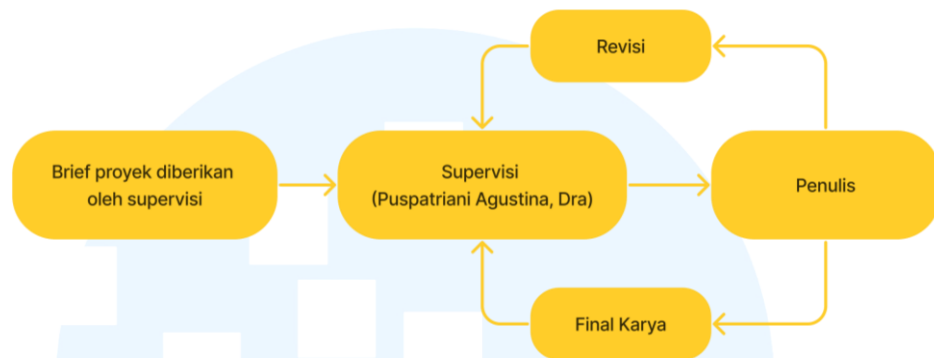 Revisi
Brief proyek diberikan
oleh supervisi
Supervisi
(Puspatriani Agustina, Dra)
Penulis
Final Karya